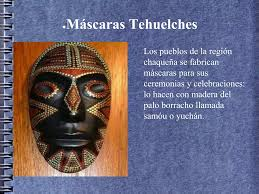 •Máscaras Tehuelches
Los pueblos de la región
chaqueña se fabrican
máscaras para sus
ceremonias y celebraciones:
lo hacen con madera del
palo borracho llamada
samóu o yuchán.